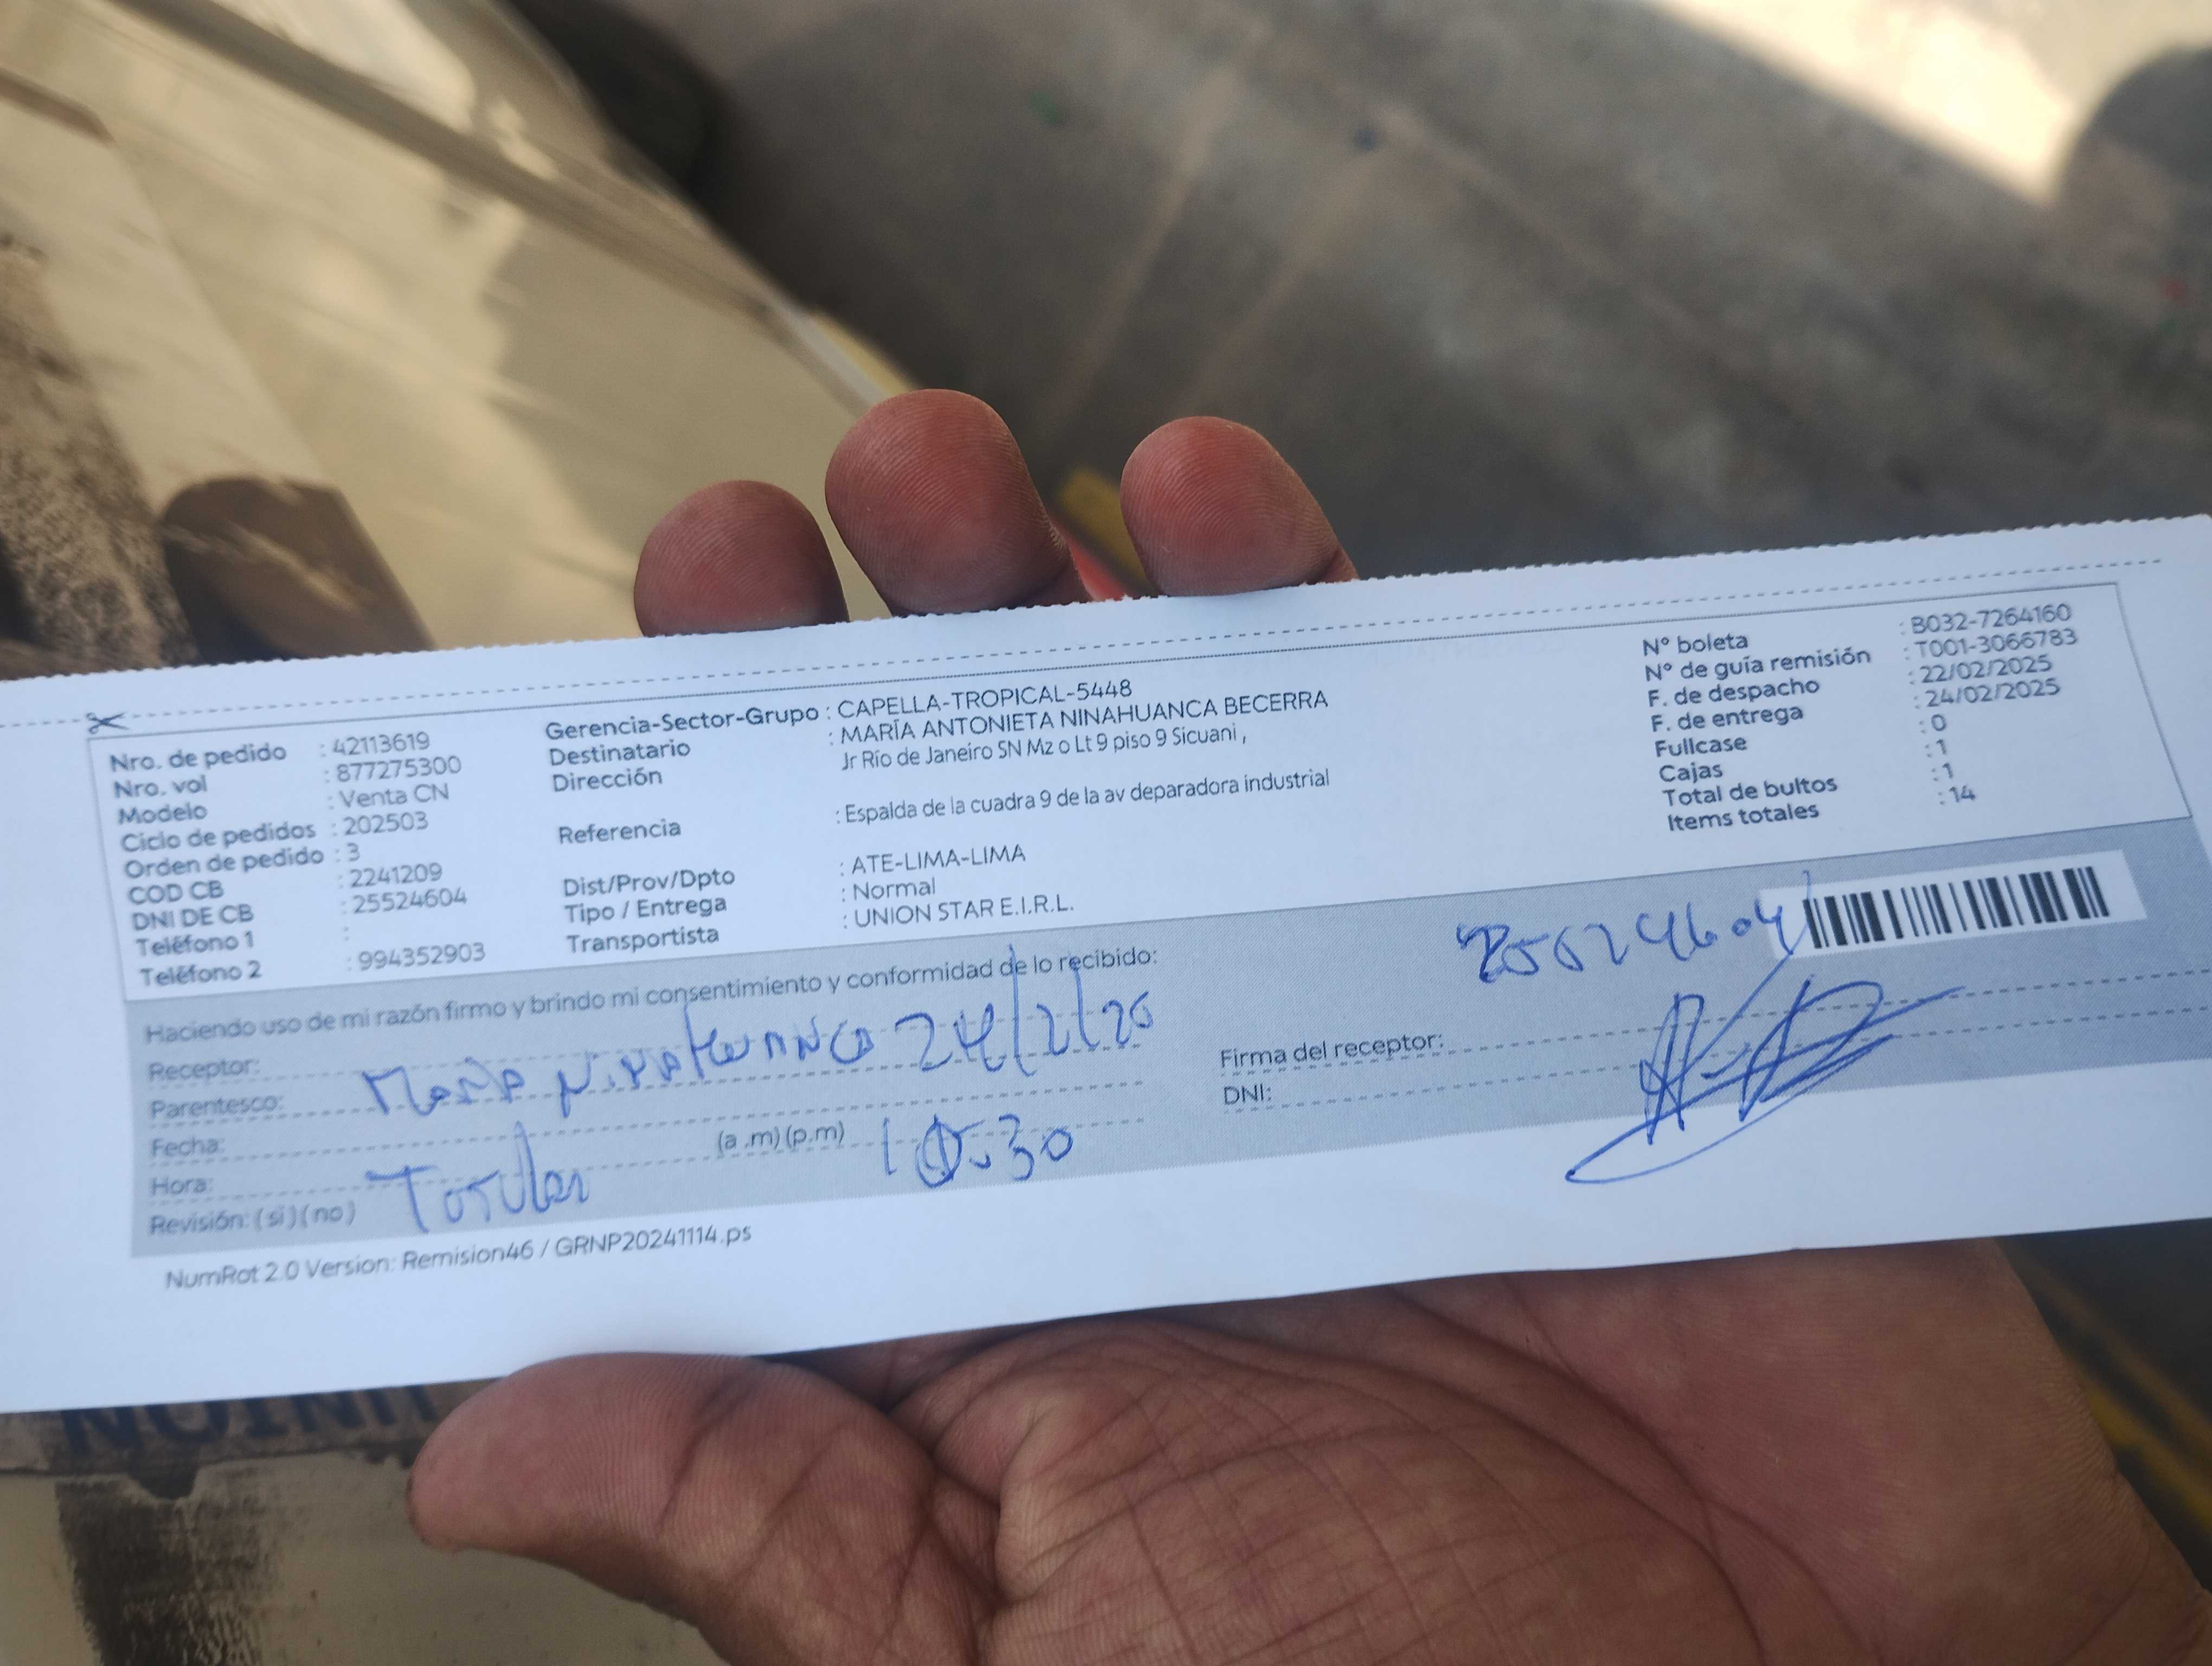 Nro. de pedido : 42113619
Nro. vol : 877275300
Modelo : Venta CN
Ciclo de pedidos : 202503
Orden de pedido : 3
COD CB : 2241209
DNI DE CB : 25524604
Teléfono 1 :
Teléfono 2 : 994352903
Gerencia-Sector-Grupo : CAPELLA-TROPICAL-5448
Destinatario : MARÍA ANTONIETA NINAHUANCA BECERRA
Dirección Jr Río de Janeiro SN Mz o Lt 9 piso 9 Sicuani ,
Referencia : Espalda de la cuadra 9 de la av deparadora industrial
Dist/Prov/Dpto : ATE-LIMA-LIMA
Tipo / Entrega : Normal
Transportista : UNION STAR E.I.R.L.
N° boleta : B032-7264160
N° de guía remisión : T001-3066783
F. de despacho : 22/02/2025
F. de entrega : 24/02/2025
Fullcase : 0
Cajas : 1
Total de bultos : 1
Items totales : 14
Haciendo uso de mi razón firmo y brindo mi consentimiento y conformidad de lo recibido:
Receptor:
Parentesco: María Ninahuanca 24/2/25
Fecha:
Hora: (a .m) (p.m) 10:30
Revisión: ( si ) ( no ) Titular
25524604
Firma del receptor:
DNI:
NumRot 2.0 Version: Remision46 / GRNP20241114.ps
UNION